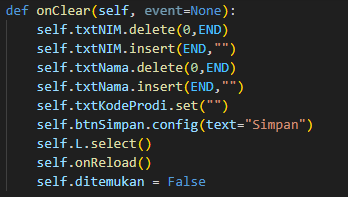 def onClear(self, event=None):
    self.txtNIM.delete(0,END)
    self.txtNIM.insert(END,"")
    self.txtNama.delete(0,END)
    self.txtNama.insert(END,"")
    self.txtKodeProdi.set("")
    self.btnSimpan.config(text="Simpan")
    self.L.select()
    self.onReload()
    self.ditemukan = False